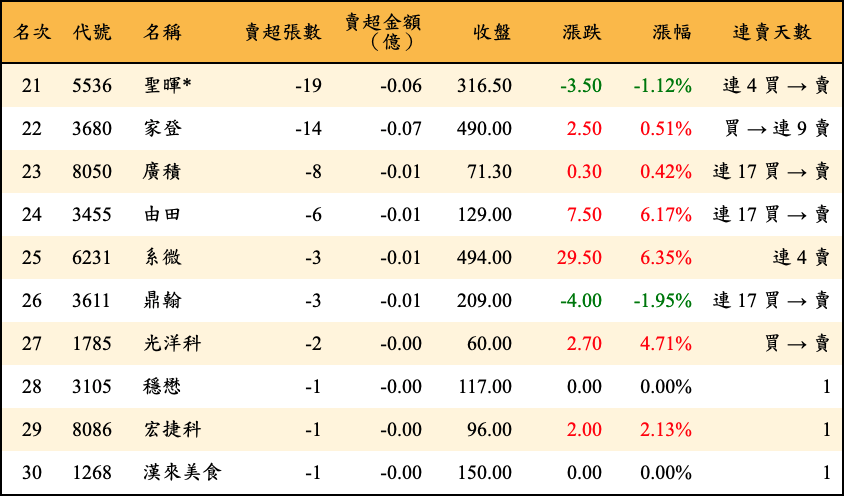 名次 代號 名稱 賣超張數 賣超金額（億） 收盤 漲跌 漲幅 連賣天數
21 5536 聖暉* -19 -0.06 316.50 -3.50 -1.12% 連 4 買 → 賣
22 3680 家登 -14 -0.07 490.00 2.50 0.51% 買 → 連 9 賣
23 8050 廣積 -8 -0.01 71.30 0.30 0.42% 連 17 買 → 賣
24 3455 由田 -6 -0.01 129.00 7.50 6.17% 連 17 買 → 賣
25 6231 系微 -3 -0.01 494.00 29.50 6.35% 連 4 賣
26 3611 鼎翰 -3 -0.01 209.00 -4.00 -1.95% 連 17 買 → 賣
27 1785 光洋科 -2 -0.00 60.00 2.70 4.71% 買 → 賣
28 3105 穩懋 -1 -0.00 117.00 0.00 0.00% 1
29 8086 宏捷科 -1 -0.00 96.00 2.00 2.13% 1
30 1268 漢來美食 -1 -0.00 150.00 0.00 0.00% 1